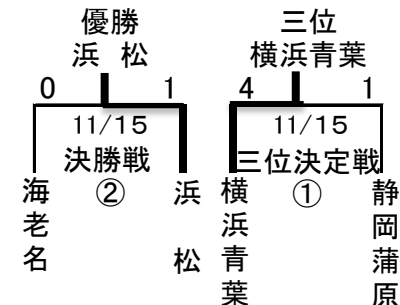 優勝
浜 松
0 1
11/15
決勝戦
②
海老名
浜 松
三位
横浜青葉
4 1
11/15
三位決定戦
①
横浜青葉
静岡蒲原